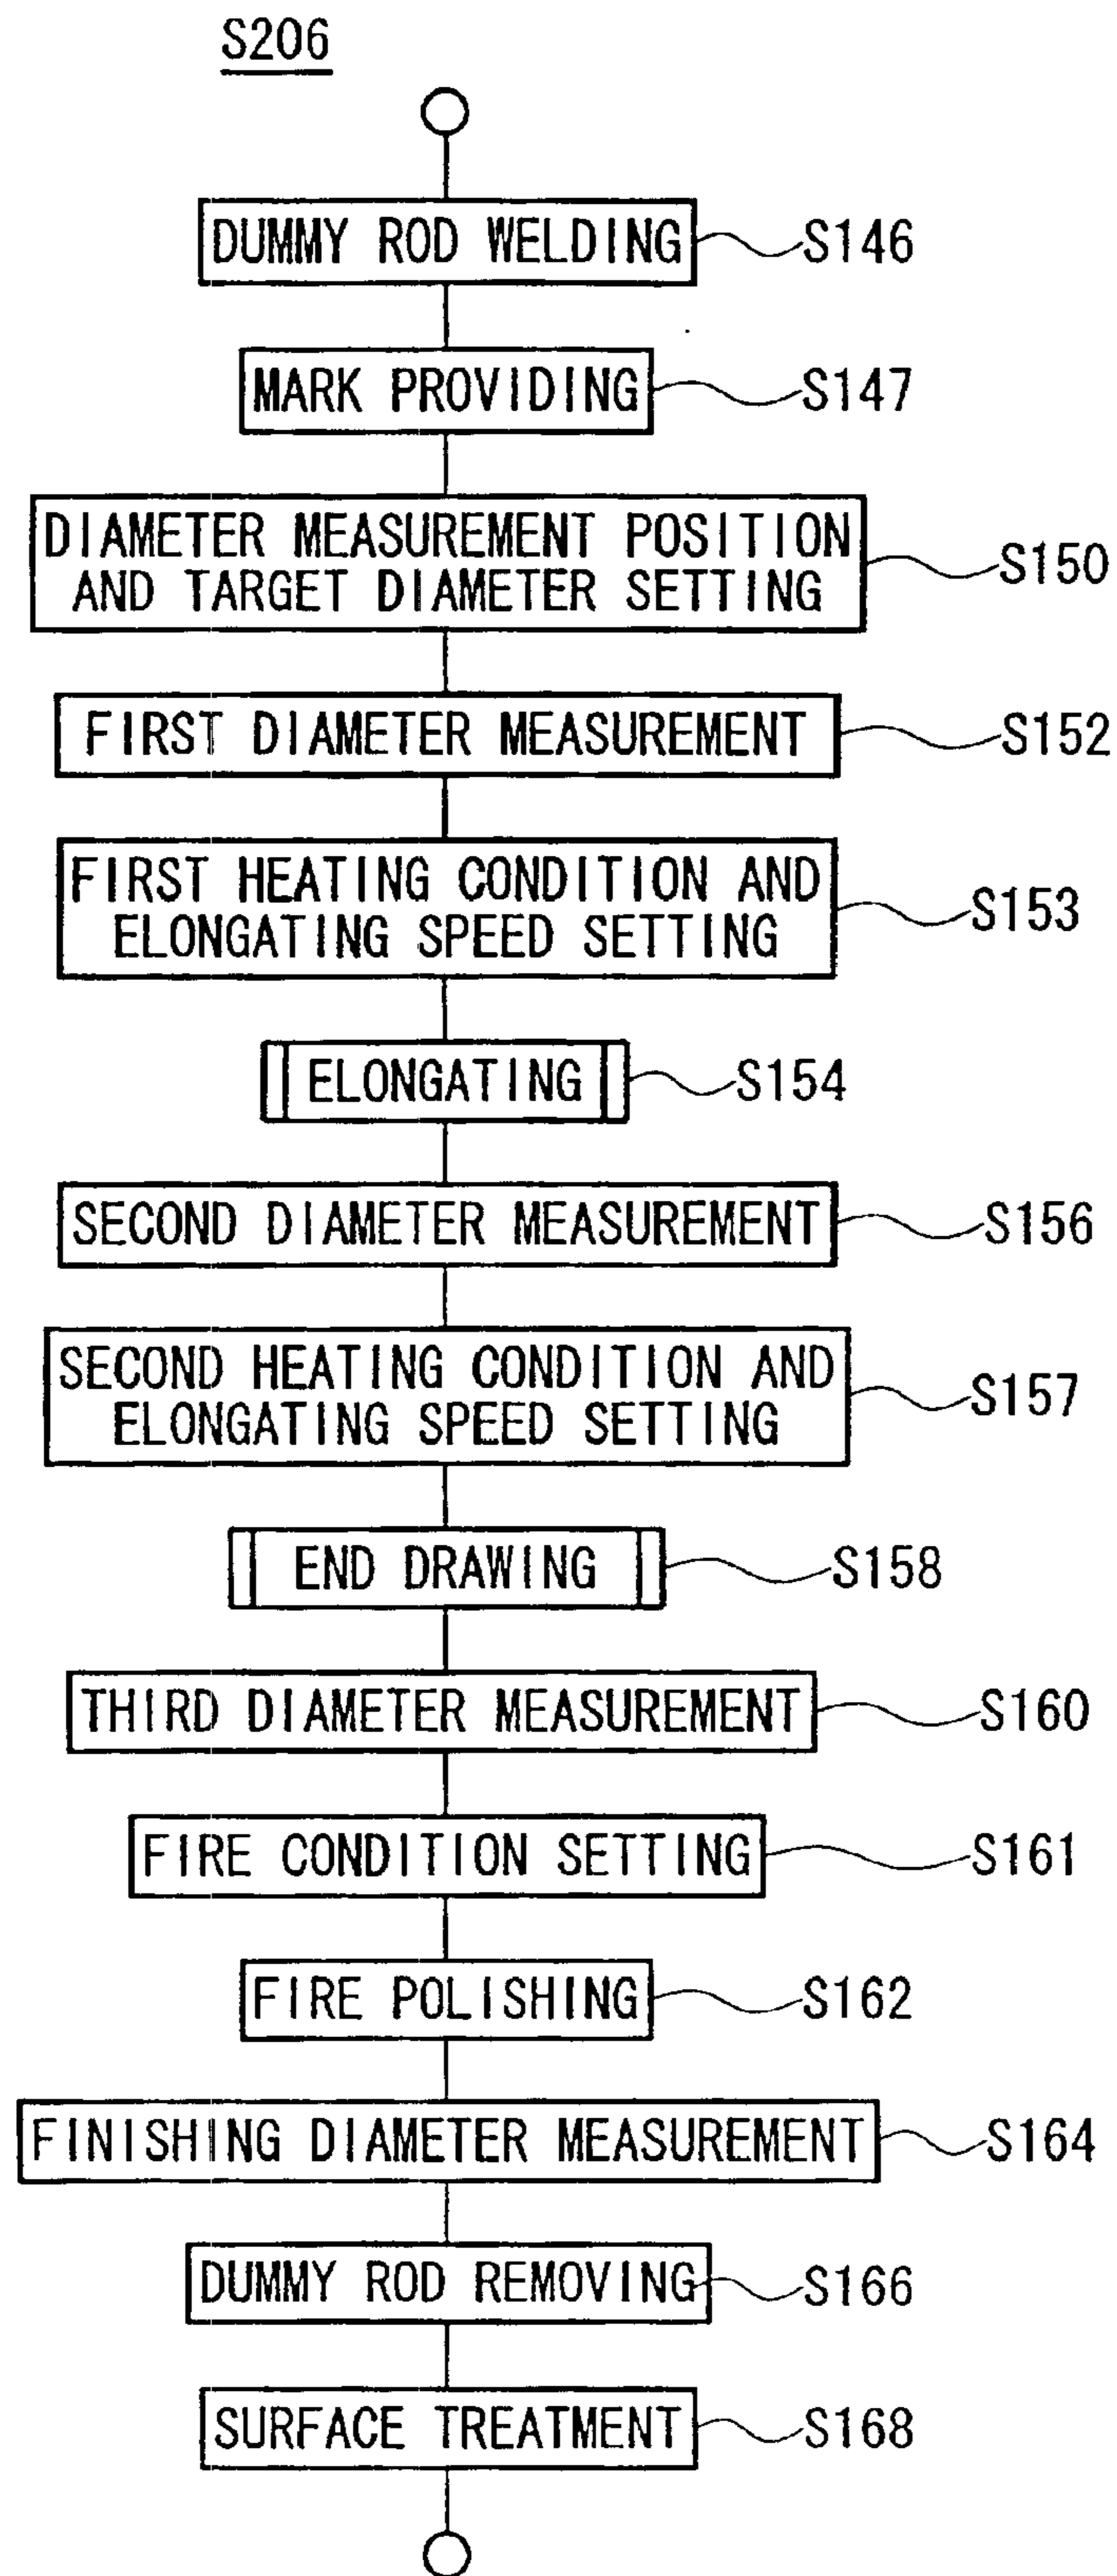 S206
DUMMY ROD WELDING S146
MARK PROVIDING S147
DIAMETER MEASUREMENT POSITION
AND TARGET DIAMETER SETTING S150
FIRST DIAMETER MEASUREMENT S152
FIRST HEATING CONDITION AND
ELONGATING SPEED SETTING S153
ELONGATING S154
SECOND DIAMETER MEASUREMENT S156
SECOND HEATING CONDITION AND
ELONGATING SPEED SETTING S157
END DRAWING S158
THIRD DIAMETER MEASUREMENT S160
FIRE CONDITION SETTING S161
FIRE POLISHING S162
FINISHING DIAMETER MEASUREMENT S164
DUMMY ROD REMOVING S166
SURFACE TREATMENT S168